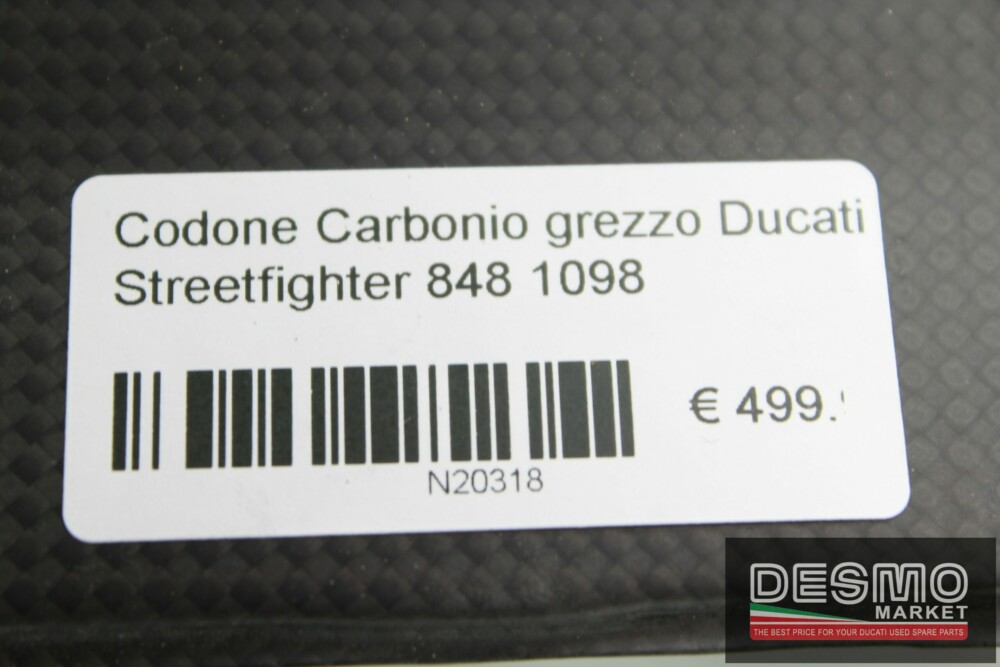 Codone Carbonio grezzo Ducati
Streetfighter 848 1098
€ 499.
N20318
DESMO
MARKET
THE BEST PRICE FOR YOUR DUCATI USED SPARE PARTS